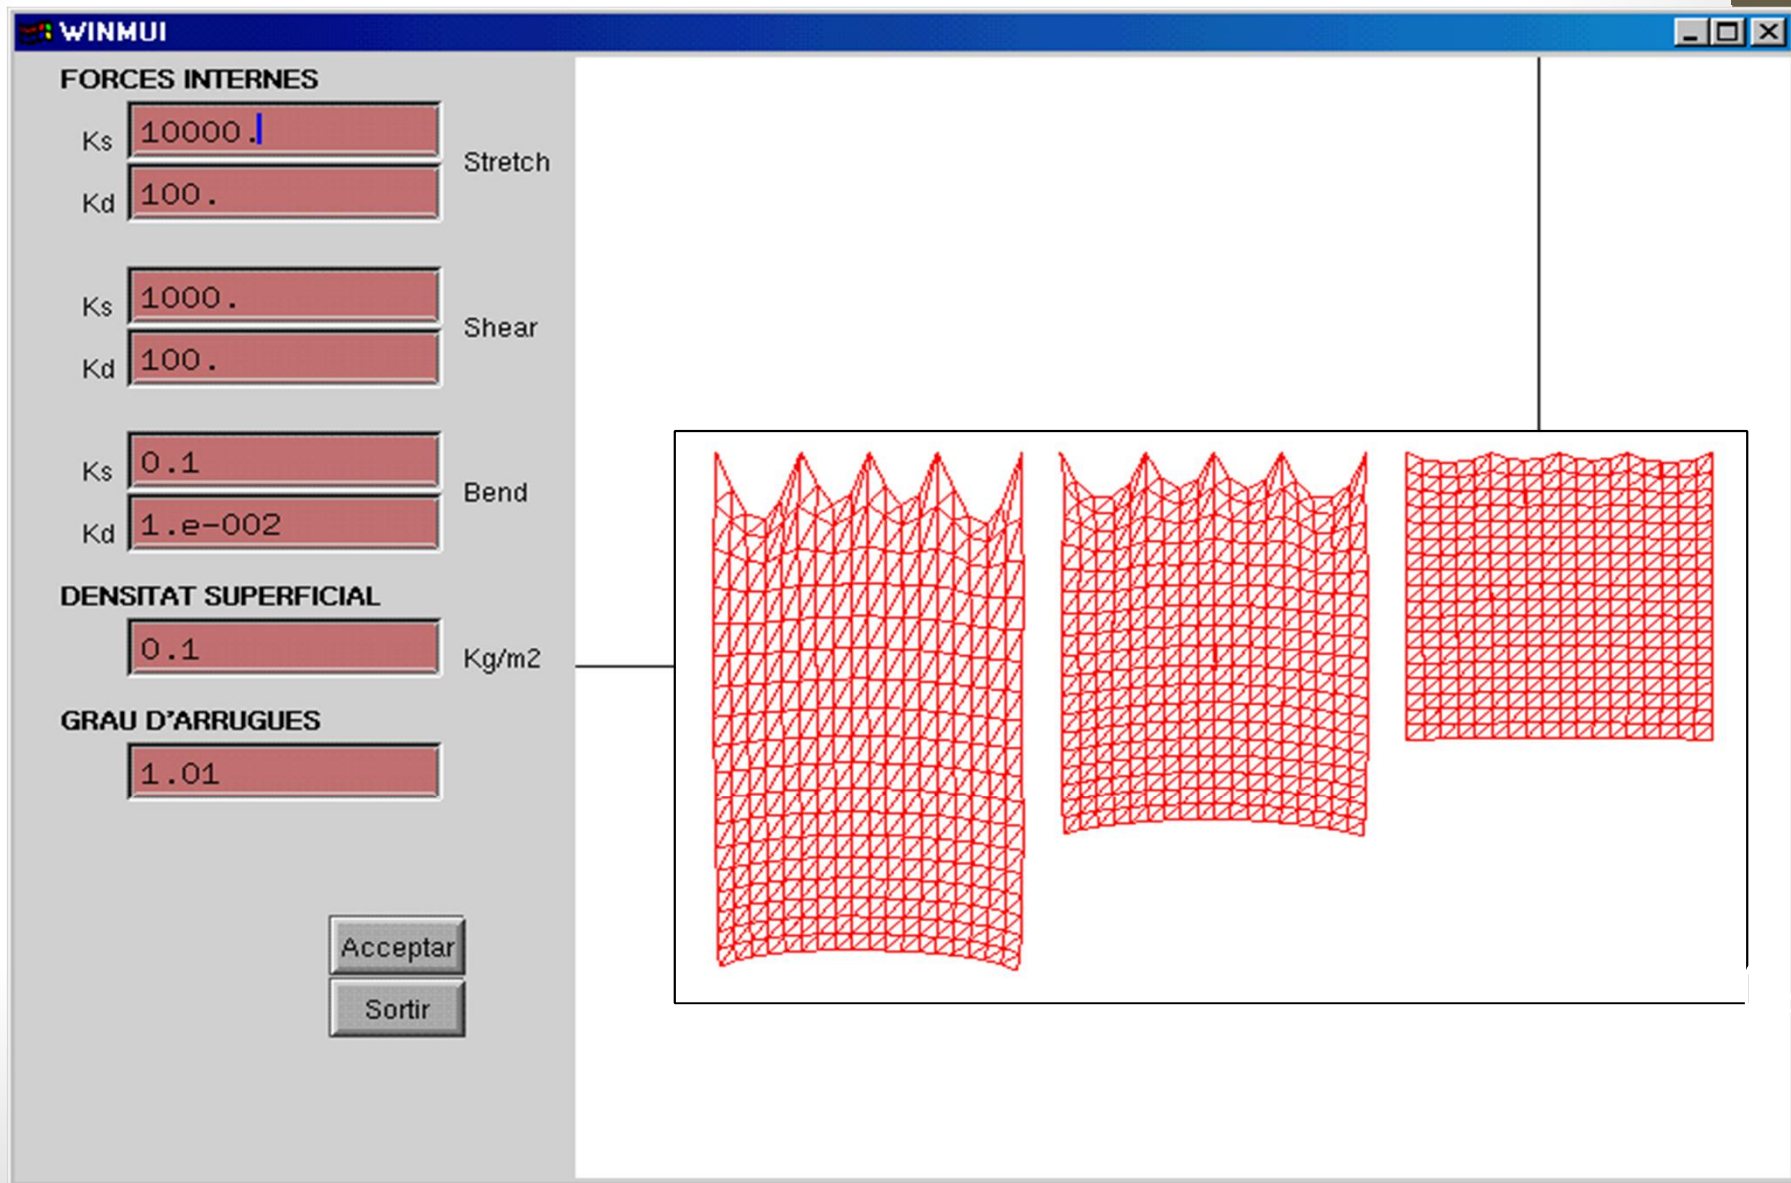 WINMUI
FORCES INTERNES
Ks 10000.
Stretch
Kd 100.
Ks 1000.
Shear
Kd 100.
Ks 0.1
Bend
Kd 1.e-002
DENSITAT SUPERFICIAL
0.1 Kg/m2
GRAU D'ARRUGUES
1.01
Acceptar
Sortir